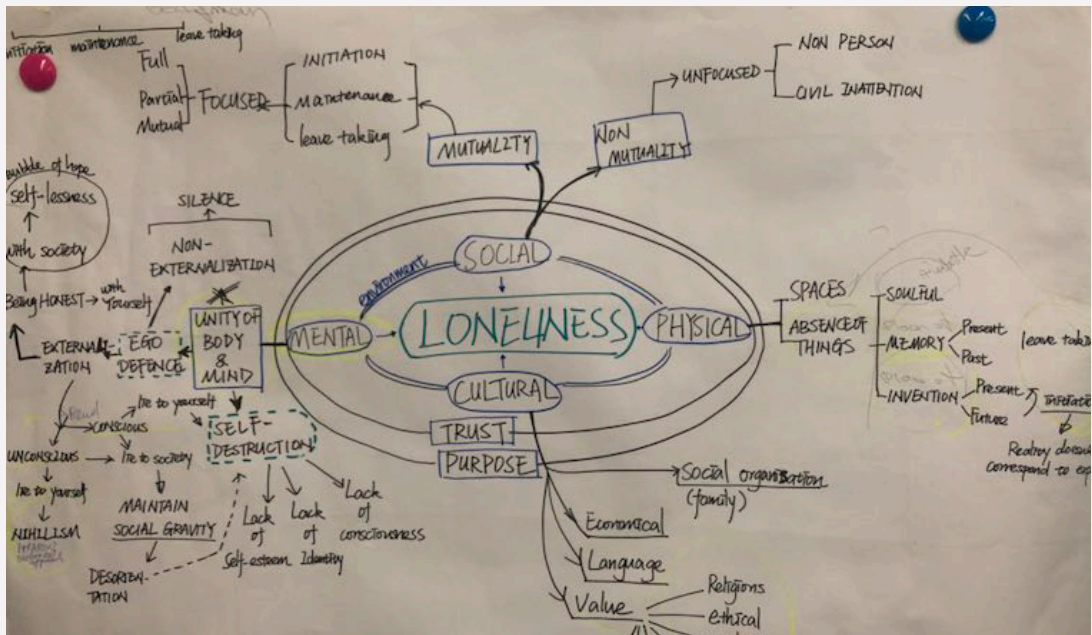 maintenance
leave taking
Full
Partial
Mutual
FOCUSED
INITIATION
Maintenance
leave taking
MUTUALITY
NON
MUTUALITY
UNFOCUSED
NON PERSON
CIVIL INATTENTION
of hope
self-lessness
with society
Being HONEST
with
Yourself
SILENCE
NON-
EXTERNALIZATION
UNITY OF
BODY
&
MIND
EGO
DEFENCE
EXTERNALI-
ZATION
environment
SOCIAL
MENTAL
LONELINESS
PHYSICAL
CULTURAL
TRUST
PURPOSE
SPACES
ABSENCE OF
THINGS
SOULFUL
MEMORY
Present
Past
INVENTION
Present
Future
leave
Reality
correspond to
CONSCIOUS
lie to yourself
lie to society
UNCONSCIOUS
lie to yourself
NIHILISM
MAINTAIN
SOCIAL GRAVITY
DESORIEN-
TATION
SELF-
DESTRUCTION
Lack
of
Self-esteem
Lack
of
Identity
Lack
of
consciousness
Social organisation
(family)
Economical
Language
Value
Religions
ethical